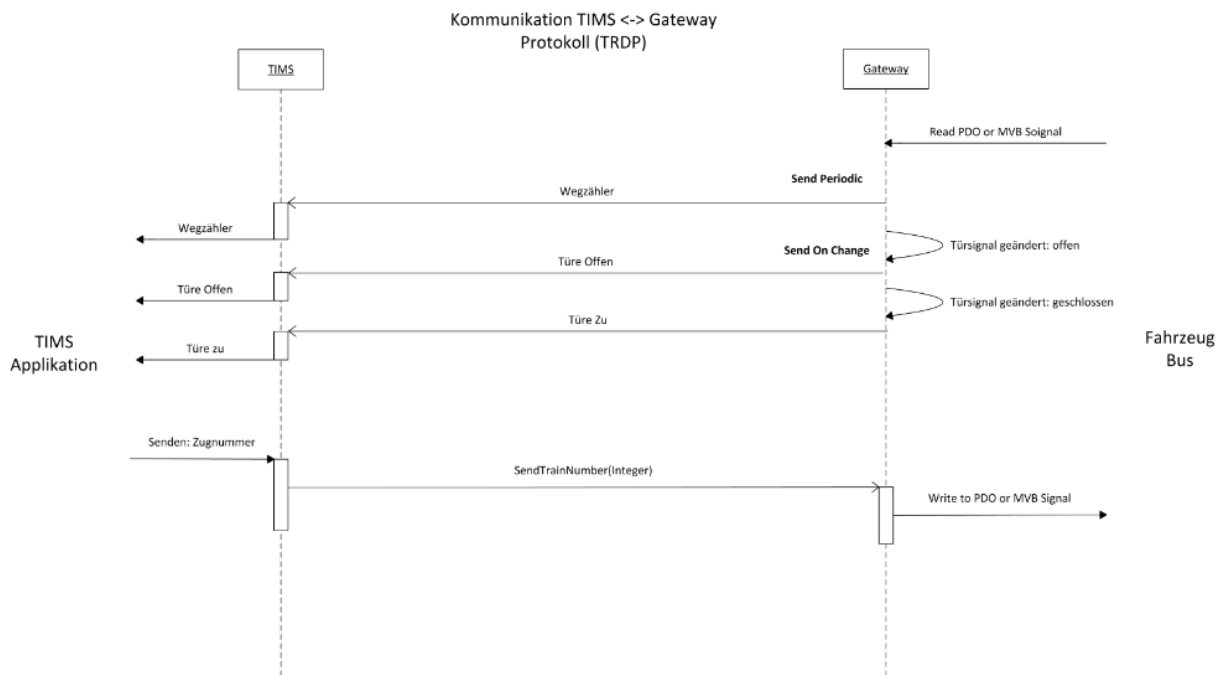 Kommunikation TIMS <-> Gateway
Protokoll (TRDP)
TIMS
Gateway
Read PDO or MVB Soignal
Send Periodic
Wegzähler
Wegzähler
Türsignal geändert: offen
Send On Change
Türe Offen
Türe Offen
Türsignal geändert: geschlossen
Türe Zu
Türe zu
TIMS
Applikation
Fahrzeug
Bus
Senden: Zugnummer
SendTrainNumber(Integer)
Write to PDO or MVB Signal